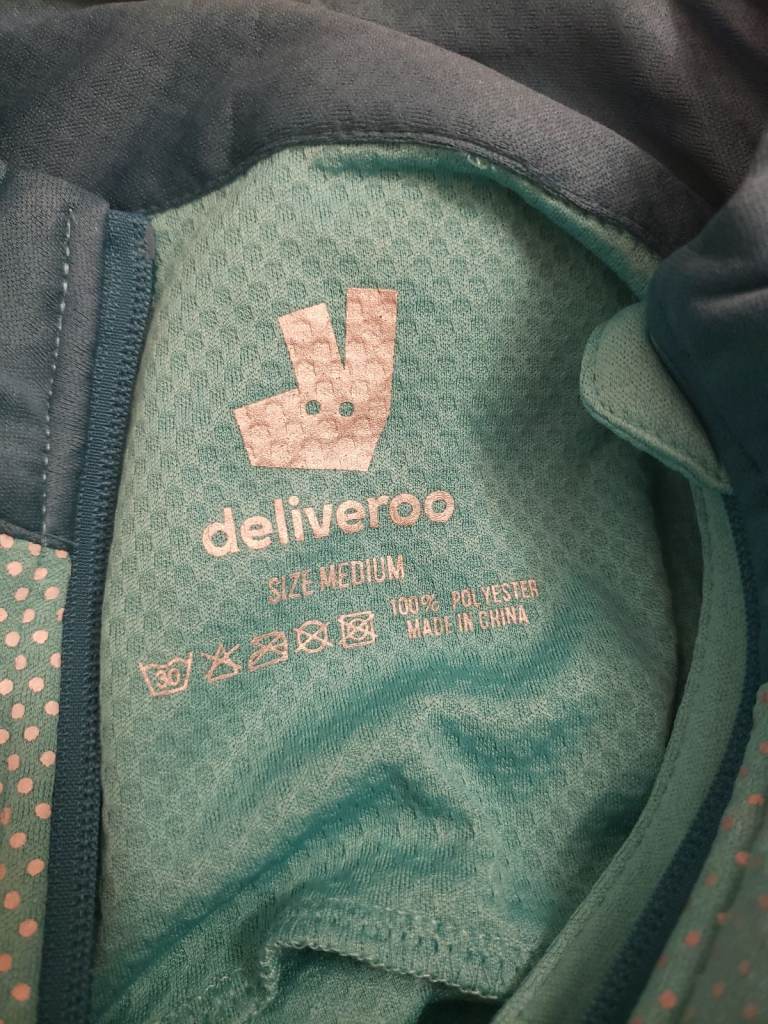 deliveroo
SIZE MEDIUM
30
100% POLYESTER
MADE IN CHINA